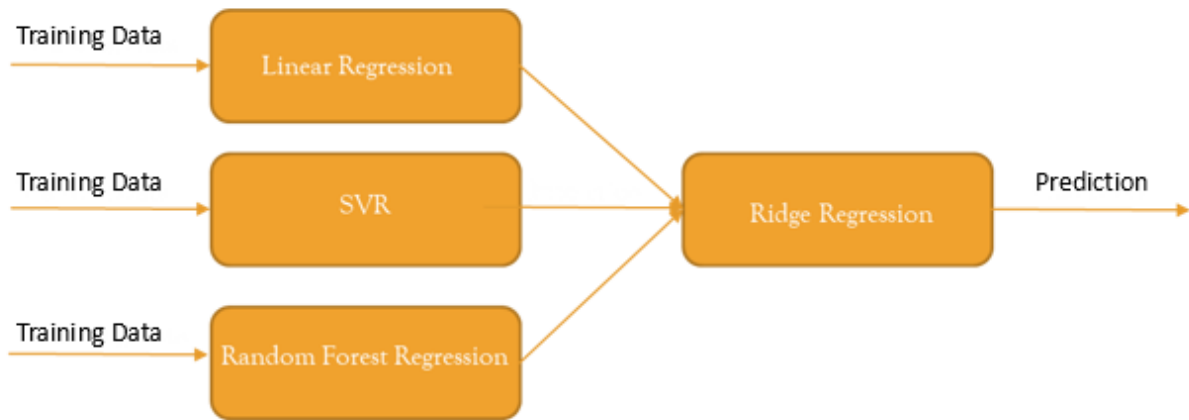 Training Data
Linear Regression
Training Data
SVR
Ridge Regression
Prediction
Training Data
Random Forest Regression